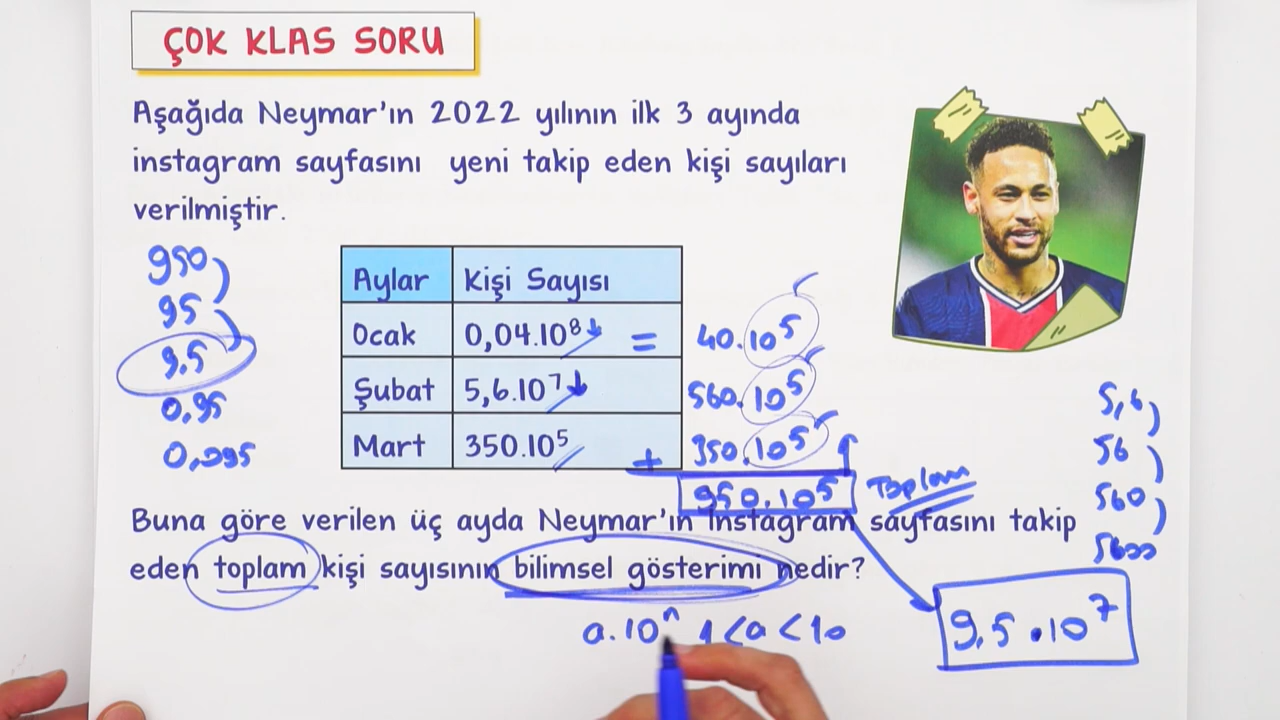 ÇOK KLAS SORU
Aşağıda Neymar'ın 2022 yılının ilk 3 ayında
instagram sayfasını yeni takip eden kişi sayıları
verilmiştir.
950
95
9,5
0,95
0,095
Aylar Kişi Sayısı
Ocak 0,04.10⁸ = 40.10⁵
Şubat 5,6.10⁷ 560.10⁵
Mart 350.10⁵ + 350.10⁵
950.10⁵ Toplam
5,6
56
560
5600
Buna göre verilen üç ayda Neymar'ın Instagram sayfasını takip
eden toplam kişi sayısının bilimsel gösterimi nedir?
a.10ⁿ 1<a<10
9,5.10⁷